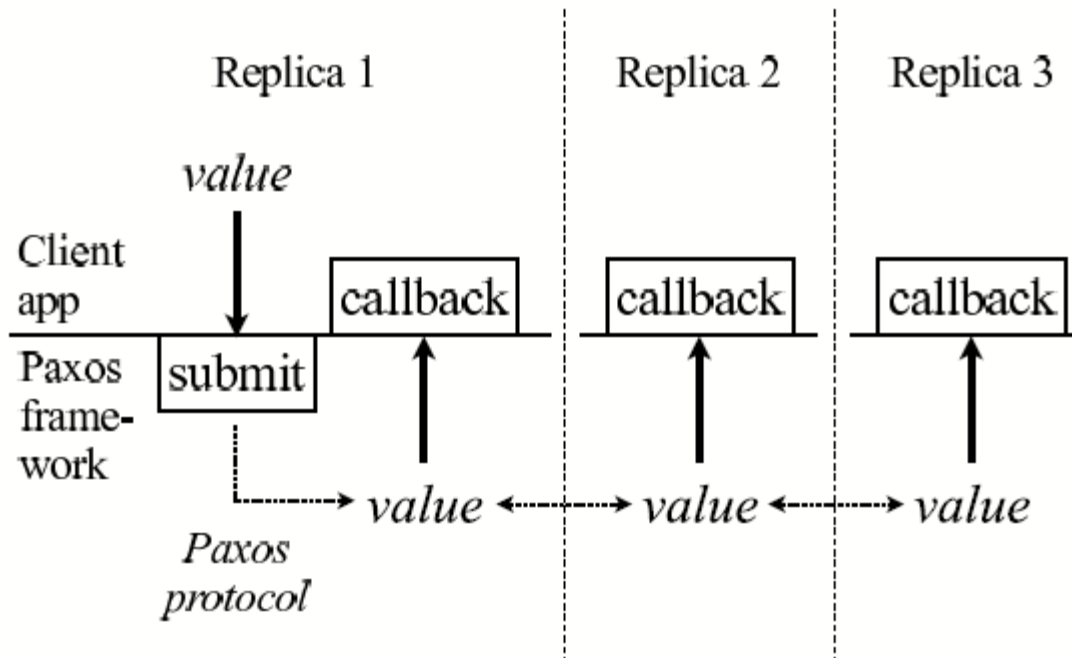 Replica 1
Replica 2
Replica 3
value
Client
app
callback
callback
callback
Paxos
frame-
work
submit
value
value
value
Paxos
protocol